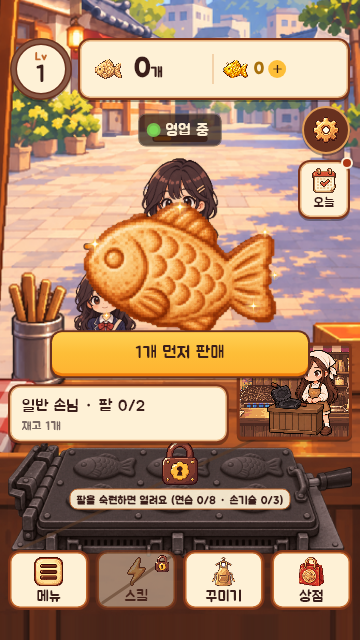 Lv
1
0개
0
영업 중
오늘
1개 먼저 판매
일반 손님 · 팥 0/2
재고 1개
팥을 숙련하면 열려요 (연습 0/8 · 손기술 0/3)
메뉴
스킬
꾸미기
상점